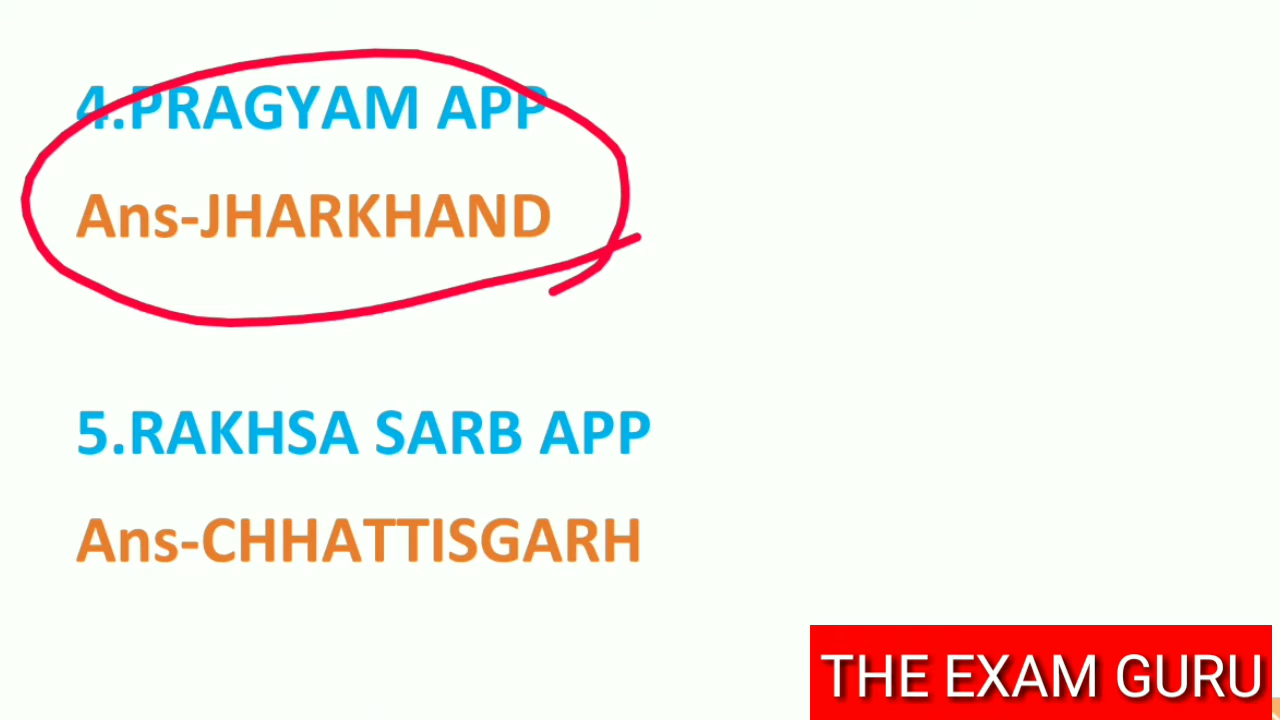 4.PRAGYAM APP
Ans-JHARKHAND
5.RAKHSA SARB APP
Ans-CHHATTISGARH
THE EXAM GURU